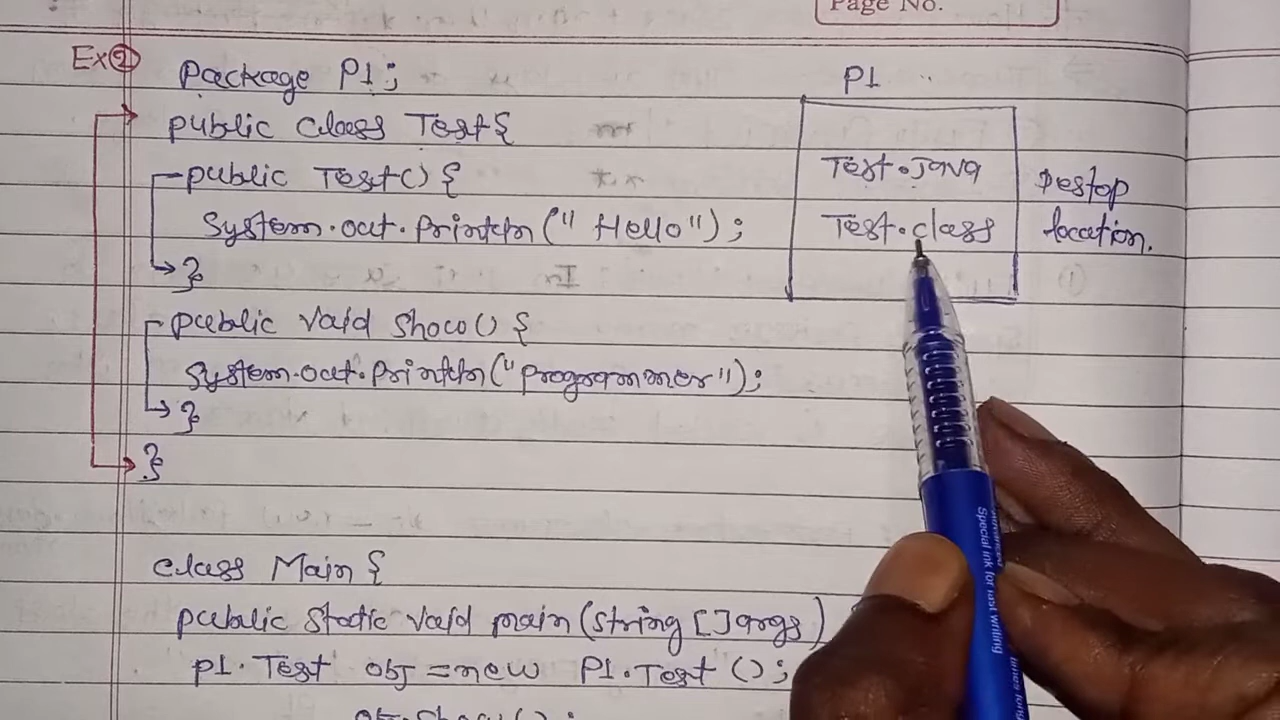 Page No.
Ex②
Package P1;
public class Test{
public Test() {
System.out.println("Hello");
}
public void show() {
System.out.println("Programmer");
}
}
P1
Test.Java
Test.class
Destop
location.
class Main {
public static void main(String []args)
P1.Test obj = new P1.Test();
obj.show();